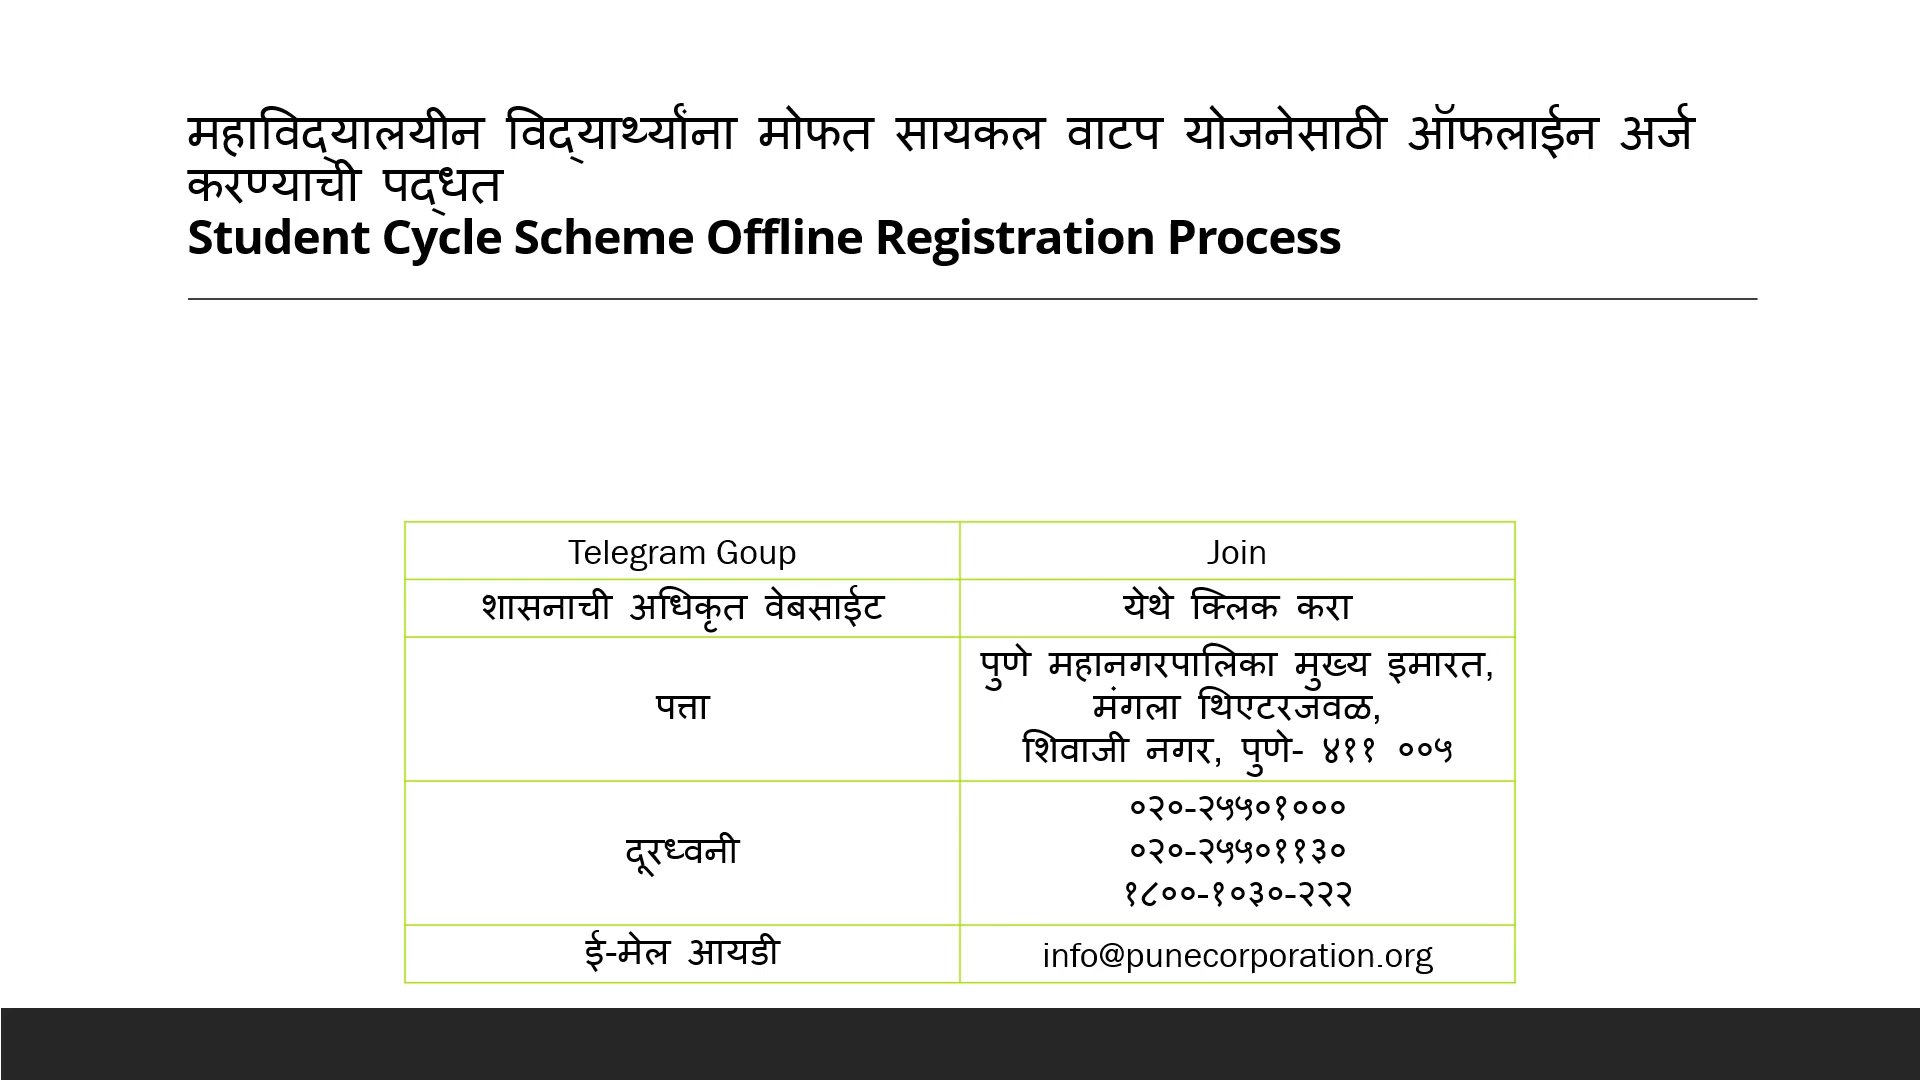 महाविद्यालयीन विद्यार्थ्यांना मोफत सायकल वाटप योजनेसाठी ऑफलाईन अर्ज
करण्याची पद्धत
Student Cycle Scheme Offline Registration Process
Telegram Goup
Join
शासनाची अधिकृत वेबसाईट
येथे क्लिक करा
पत्ता
पुणे महानगरपालिका मुख्य इमारत,
मंगला थिएटरजवळ,
शिवाजी नगर, पुणे- ४११ ००५
दूरध्वनी
०२०-२५५०१०००
०२०-२५५०११३०
१८००-१०३०-२२२
ई-मेल आयडी
info@punecorporation.org